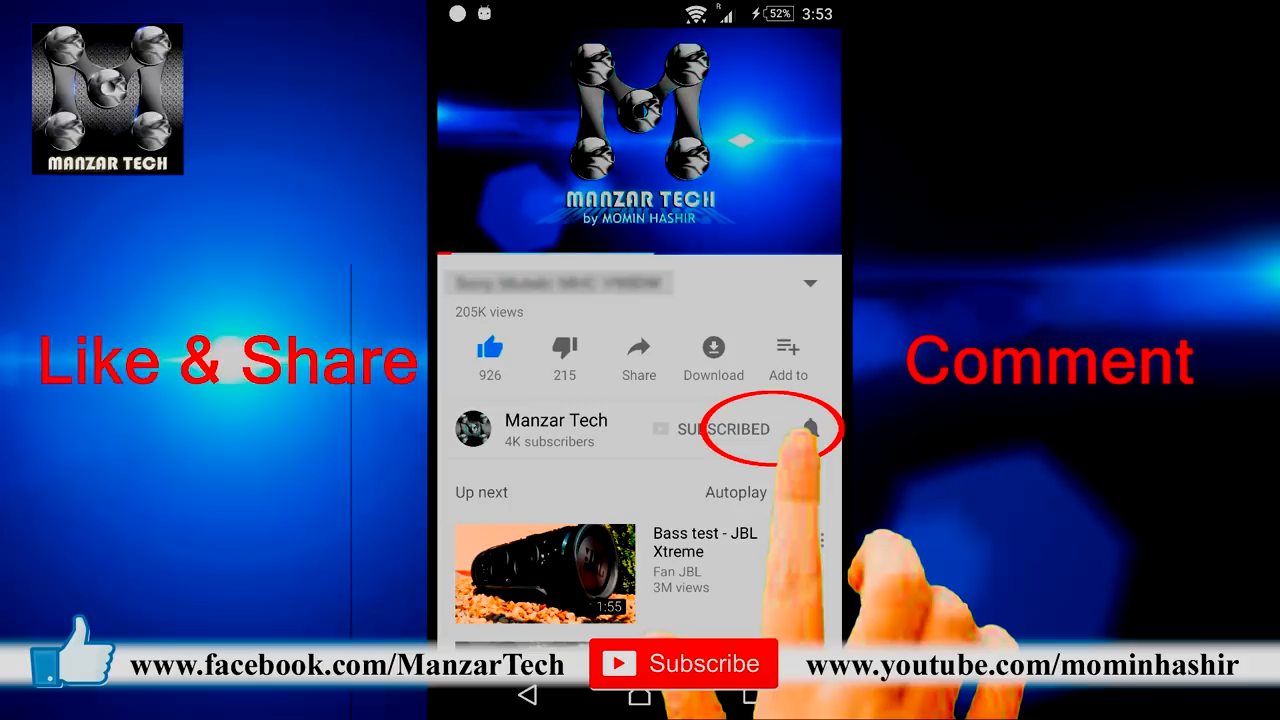 MANZAR TECH
R
52%
3:53
MANZAR TECH
by MOMIN HASHIR
205K views
926
215
Share
Download
Add to
Like & Share
Comment
Manzar Tech
4K subscribers
SUBSCRIBED
Up next
Autoplay
Bass test - JBL
Xtreme
Fan JBL
3M views
1:55
www.facebook.com/ManzarTech
Subscribe
www.youtube.com/mominhashir